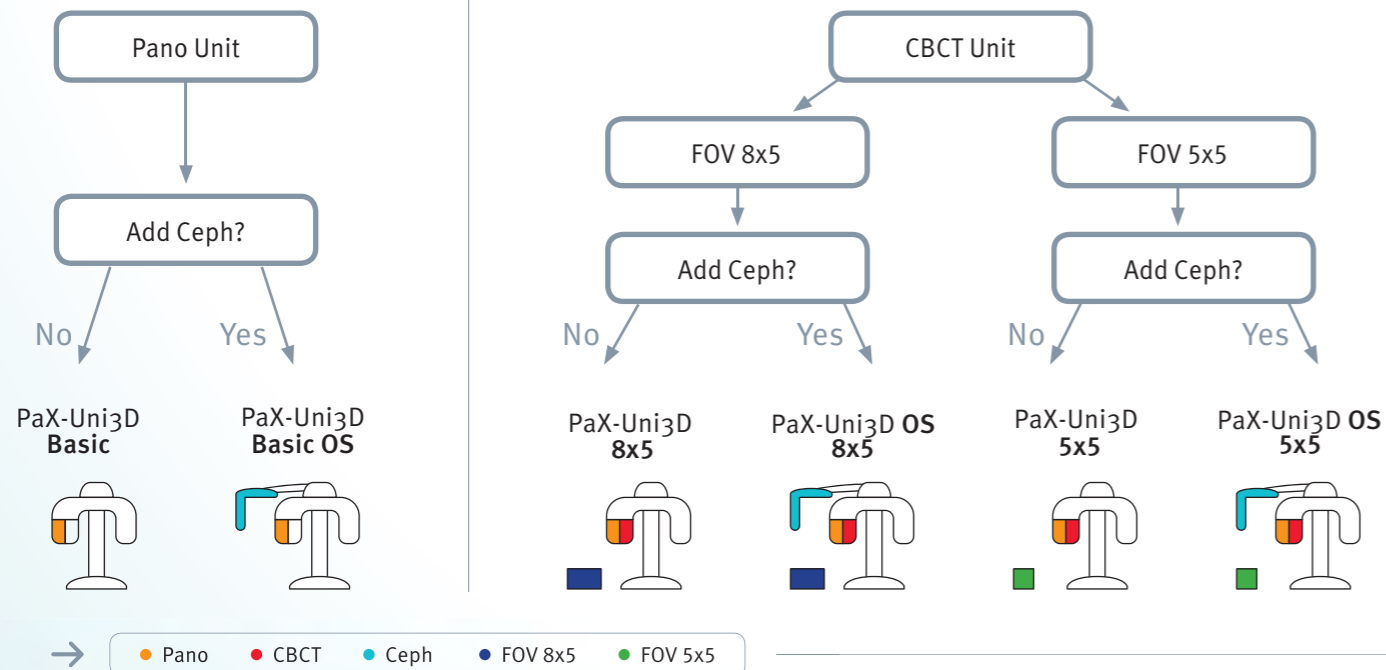 Pano Unit
Add Ceph?
No
Yes
PaX-Uni3D
Basic
PaX-Uni3D
Basic OS
CBCT Unit
FOV 8x5
FOV 5x5
Add Ceph?
Add Ceph?
No
Yes
No
Yes
PaX-Uni3D
8x5
PaX-Uni3D OS
8x5
PaX-Uni3D
5x5
PaX-Uni3D OS
5x5
Pano
CBCT
Ceph
FOV 8x5
FOV 5x5